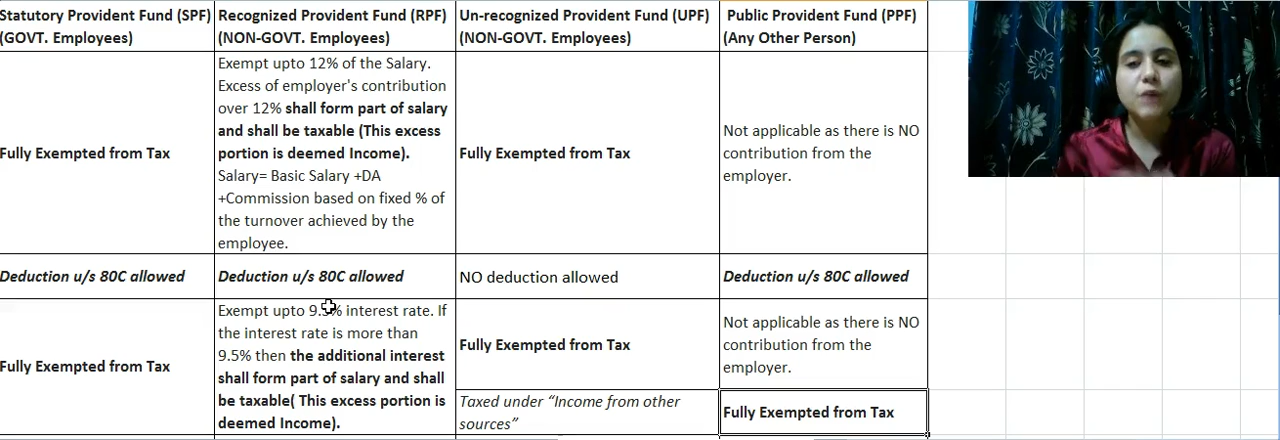 Statutory Provident Fund (SPF)
(GOVT. Employees)
Recognized Provident Fund (RPF)
(NON-GOVT. Employees)
Un-recognized Provident Fund (UPF)
(NON-GOVT. Employees)
Public Provident Fund (PPF)
(Any Other Person)
Fully Exempted from Tax
Exempt upto 12% of the Salary.
Excess of employer's contribution
over 12% shall form part of salary
and shall be taxable (This excess
portion is deemed Income).
Salary= Basic Salary +DA
+Commission based on fixed % of
the turnover achieved by the
employee.
Fully Exempted from Tax
Not applicable as there is NO
contribution from the
employer.
Deduction u/s 80C allowed
Deduction u/s 80C allowed
NO deduction allowed
Deduction u/s 80C allowed
Fully Exempted from Tax
Exempt upto 9.5% interest rate. If
the interest rate is more than
9.5% then the additional interest
shall form part of salary and shall
be taxable( This excess portion is
deemed Income).
Fully Exempted from Tax
Not applicable as there is NO
contribution from the
employer.
Taxed under “Income from other
sources”
Fully Exempted from Tax